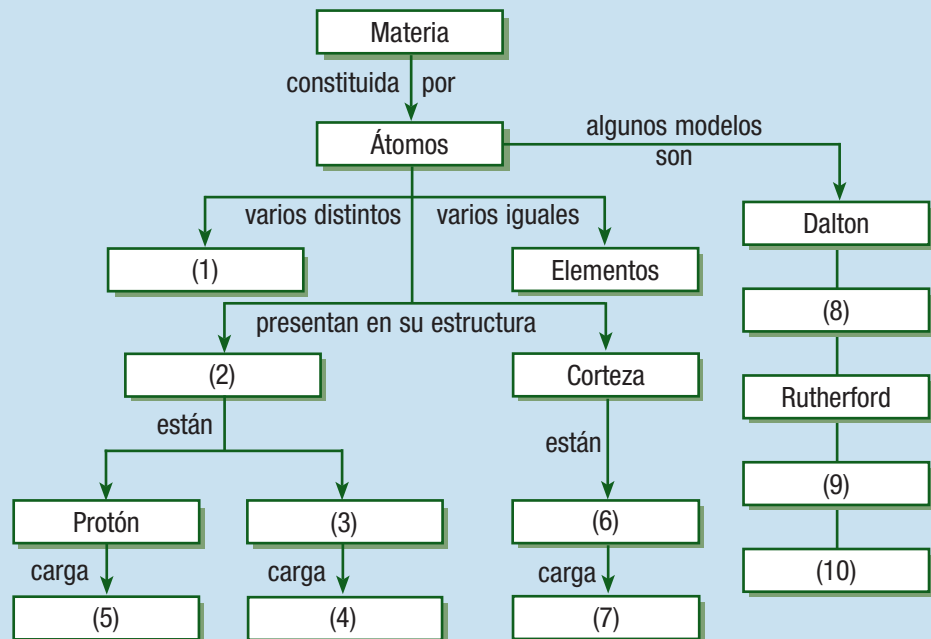 Materia
constituida por
Átomos
algunos modelos
son
varios distintos
varios iguales
Dalton
(1)
Elementos
(8)
presentan en su estructura
(2)
Corteza
Rutherford
están
están
(9)
Protón
(3)
(6)
(10)
carga
carga
carga
(5)
(4)
(7)